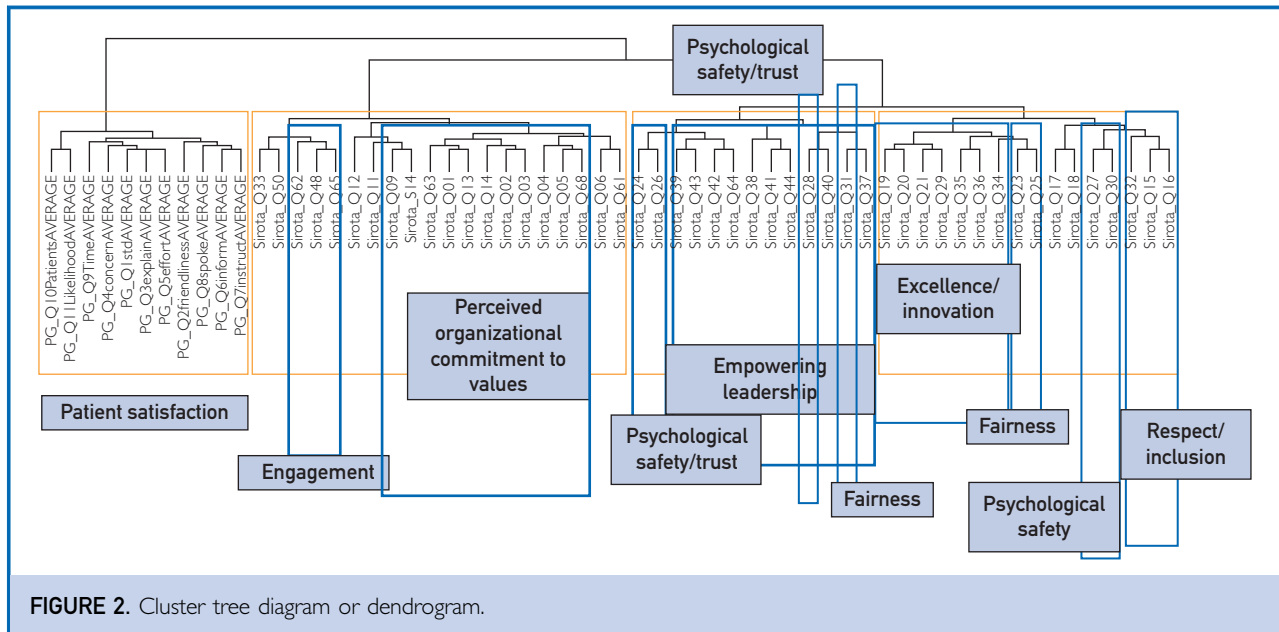 Psychological
safety/trust
PG_Q10PatientsAVERAGE
PG_Q11LikelihoodAVERAGE
PG_Q9TimeAVERAGE
PG_Q4concernAVERAGE
PG_Q1stdAVERAGE
PG_Q3explainAVERAGE
PG_Q5effortAVERAGE
PG_Q2friendlinessAVERAGE
PG_Q8spokeAVERAGE
PG_Q6informAVERAGE
PG_Q7instructAVERAGE
Sirota_Q33
Sirota_Q50
Sirota_Q62
Sirota_Q48
Sirota_Q65
Sirota_Q12
Sirota_Q11
Sirota_Q09
Sirota_S14
Sirota_Q63
Sirota_Q01
Sirota_Q13
Sirota_Q14
Sirota_Q02
Sirota_Q03
Sirota_Q04
Sirota_Q05
Sirota_Q68
Sirota_Q06
Sirota_Q61
Sirota_Q24
Sirota_Q26
Sirota_Q39
Sirota_Q43
Sirota_Q42
Sirota_Q64
Sirota_Q38
Sirota_Q41
Sirota_Q44
Sirota_Q28
Sirota_Q40
Sirota_Q31
Sirota_Q37
Sirota_Q19
Sirota_Q20
Sirota_Q21
Sirota_Q29
Sirota_Q35
Sirota_Q36
Sirota_Q34
Sirota_Q23
Sirota_Q25
Sirota_Q17
Sirota_Q18
Sirota_Q27
Sirota_Q30
Sirota_Q32
Sirota_Q15
Sirota_Q16
Patient satisfaction
Engagement
Perceived
organizational
commitment to
values
Psychological
safety/trust
Empowering
leadership
Fairness
Excellence/
innovation
Fairness
Psychological
safety
Respect/
inclusion
FIGURE 2. Cluster tree diagram or dendrogram.